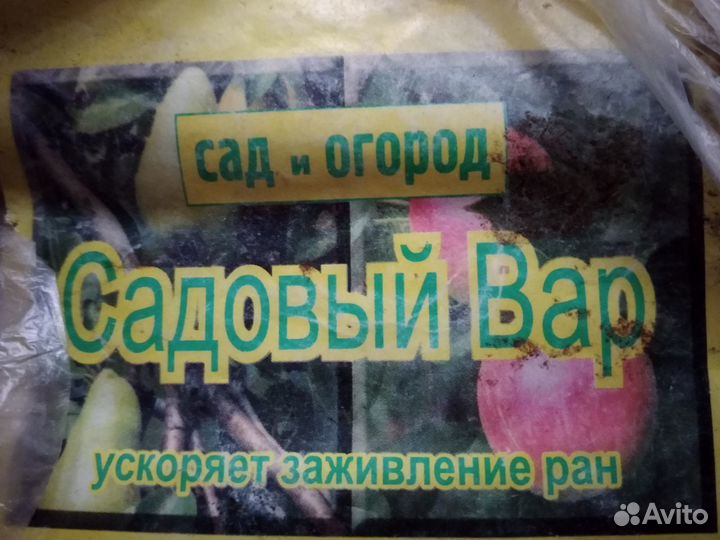 сад и огород
Садовый Вар
ускоряет заживление ран
Avito